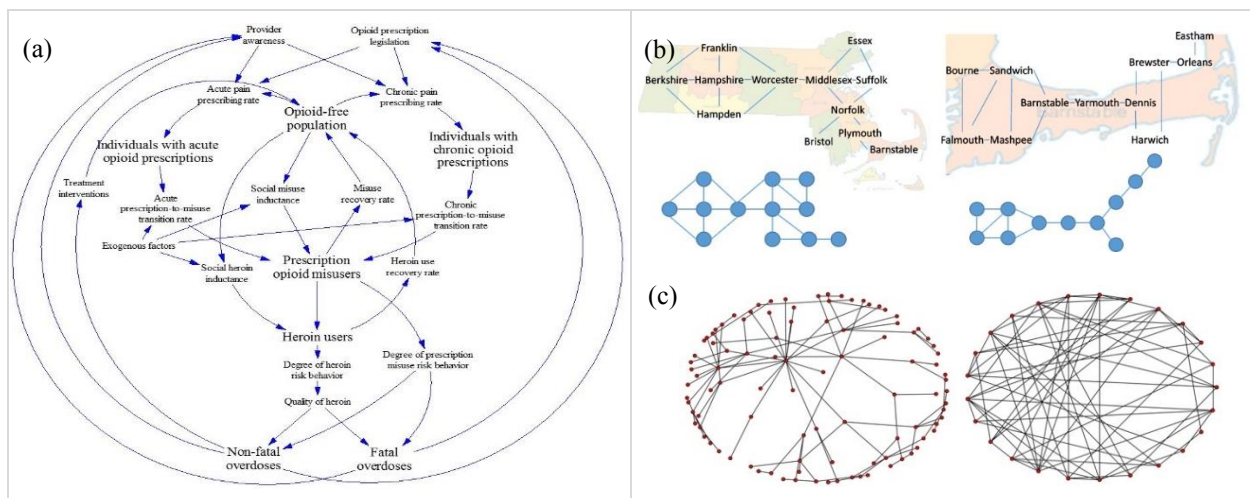 (a)
Provider
awareness
Opioid prescription
legislation
Acute pain
prescribing rate
Chronic pain
prescribing rate
Opioid-free
population
Individuals with acute
opioid prescriptions
Individuals with
chronic opioid
prescriptions
Treatment
interventions
Social misuse
inductance
Misuse
recovery rate
Acute
prescription-to-misuse
transition rate
Chronic
prescription-to-misuse
transition rate
Exogenous factors
Social heroin
inductance
Prescription
opioid misusers
Heroin use
recovery rate
Heroin users
Degree of heroin
risk behavior
Degree of prescription
misuse risk behavior
Quality of heroin
Non-fatal
overdoses
Fatal
overdoses
(b)
Essex
Franklin
Berkshire Hampshire Worcester Middlesex Suffolk
Norfolk
Hampden
Plymouth
Bristol
Barnstable
Eastham
Brewster Orleans
Bourne Sandwich
Barnstable Yarmouth Dennis
Barnstable
Falmouth Mashpee
Harwich
(c)